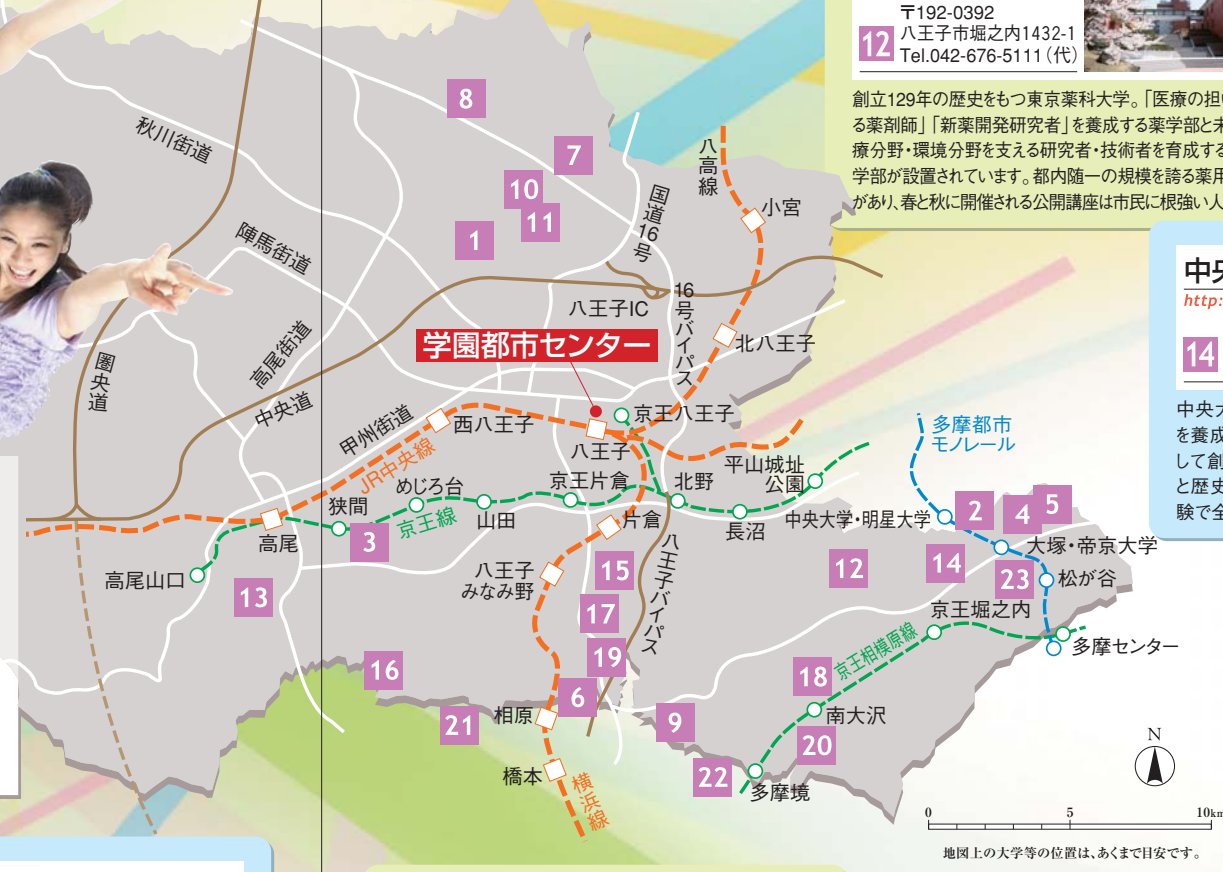 〒192-0392
12
八王子市堀之内1432-1
Tel.042-676-5111（代）
創立129年の歴史をもつ東京薬科大学。「医療の担い
る薬剤師」「新薬開発研究者」を養成する薬学部と未
療分野・環境分野を支える研究者・技術者を育成する
学部が設置されています。都内随一の規模を誇る薬用
があり、春と秋に開催される公開講座は市民に根強い人
中央
http:
14
中央大
を養成
して創
と歴史
験で全
8
秋川街道
7
八高線
10
国道16号
小宮
11
1
陣馬街道
16号バイパス
八王子IC
学園都市センター
北八王子
高尾街道
圏央道
中央道
甲州街道
西八王子
京王八王子
多摩都市
モノレール
八王子
JR中央線
平山城址
公園
めじろ台
京王片倉
北野
狭間
京王線
山田
片倉
長沼
中央大学・明星大学
2
4
5
高尾
3
八王子バイパス
大塚・帝京大学
高尾山口
八王子
みなみ野
15
12
14
23
松が谷
13
17
京王堀之内
京王相模原線
多摩センター
19
16
18
6
21
相原
9
南大沢
20
橋本
横浜線
22
多摩境
N
0
5
10km
地図上の大学等の位置は、あくまで目安です。